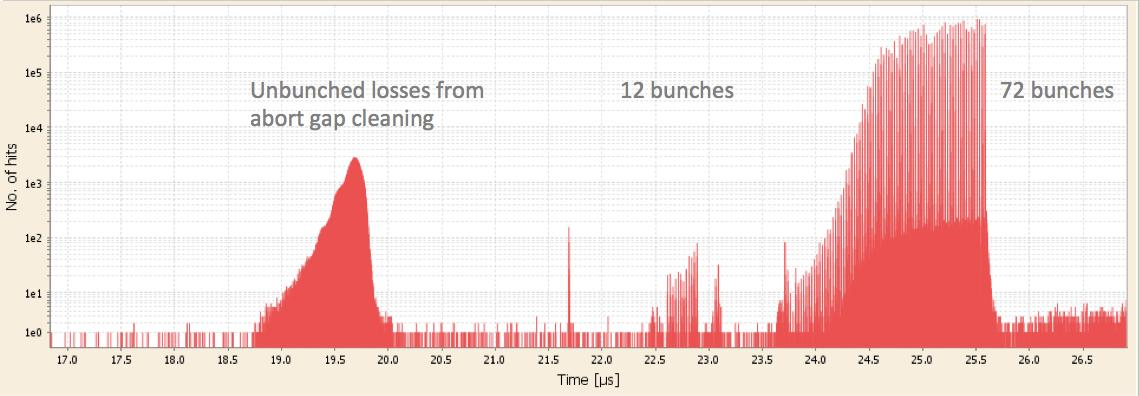 1e6
1e5
1e4
1e3
1e2
1e1
1e0
No. of hits
Unbunched losses from
abort gap cleaning
12 bunches
72 bunches
17.0 17.5 18.0 18.5 19.0 19.5 20.0 20.5 21.0 21.5 22.0 22.5 23.0 23.5 24.0 24.5 25.0 25.5 26.0 26.5
Time [µs]